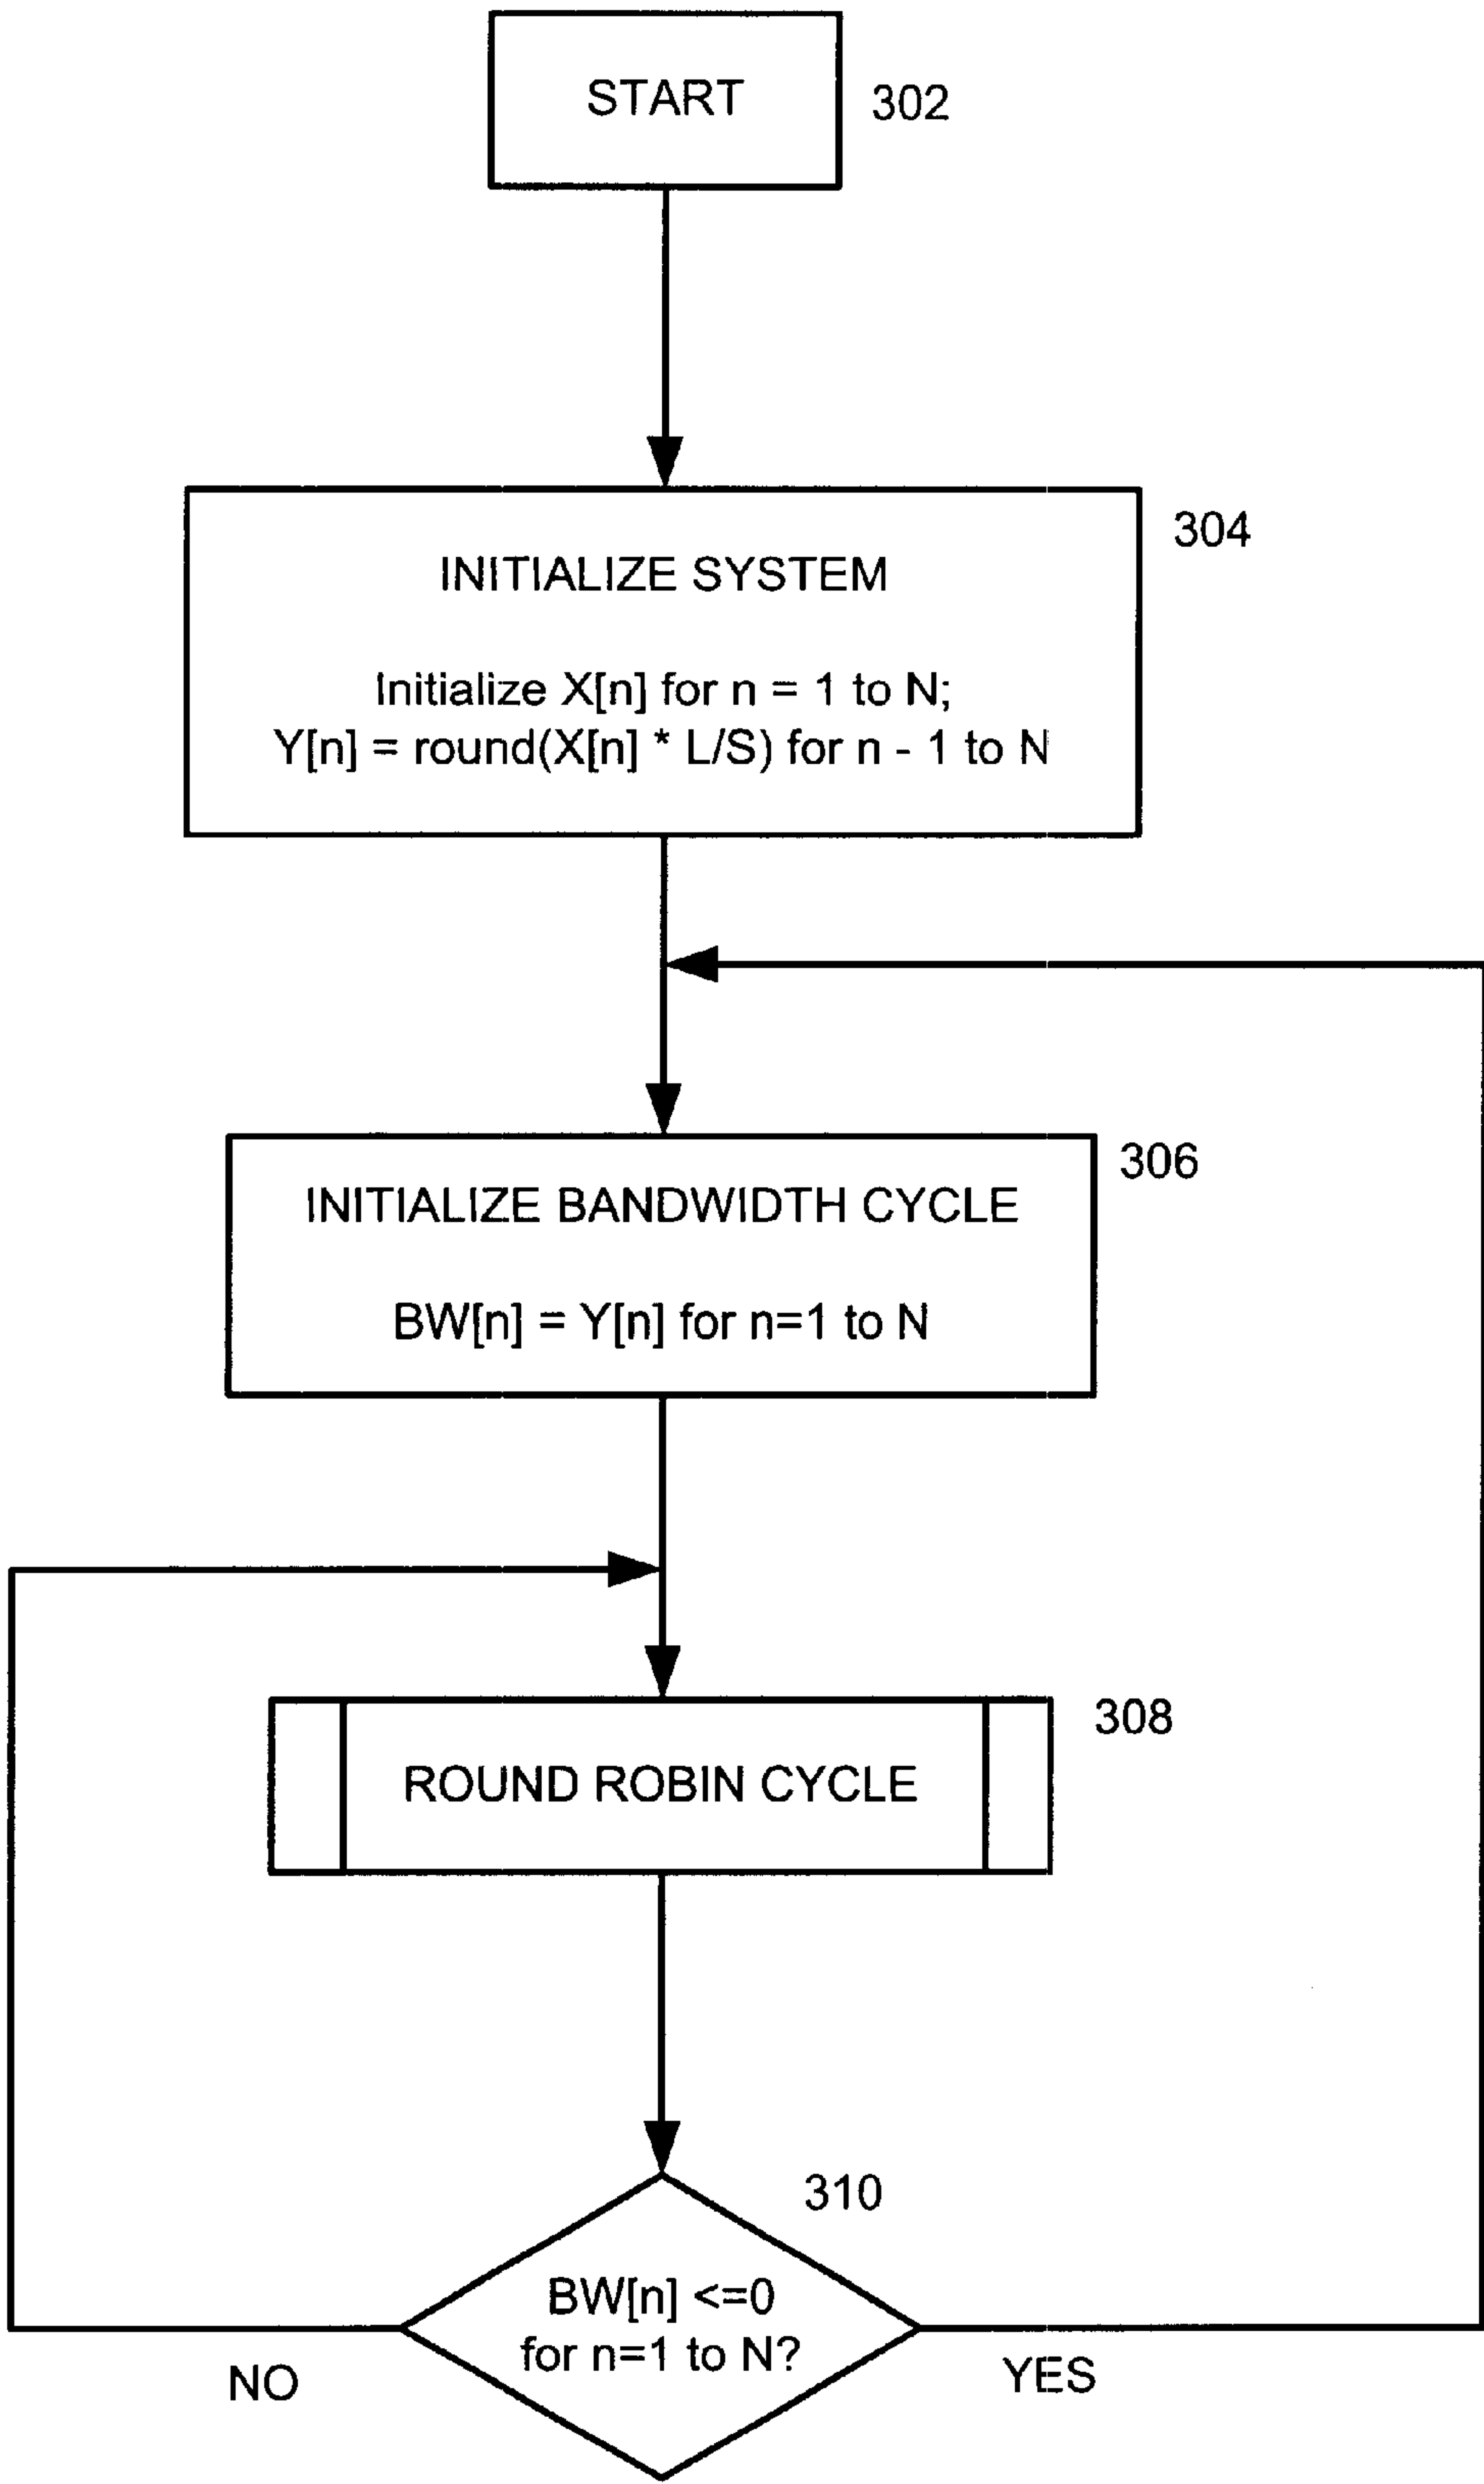 START
302
304
INITIALIZE SYSTEM
Initialize X[n] for n = 1 to N;
Y[n] = round(X[n] * L/S) for n - 1 to N
306
INITIALIZE BANDWIDTH CYCLE
BW[n] = Y[n] for n=1 to N
308
ROUND ROBIN CYCLE
310
BW[n] <=0
for n=1 to N?
NO
YES